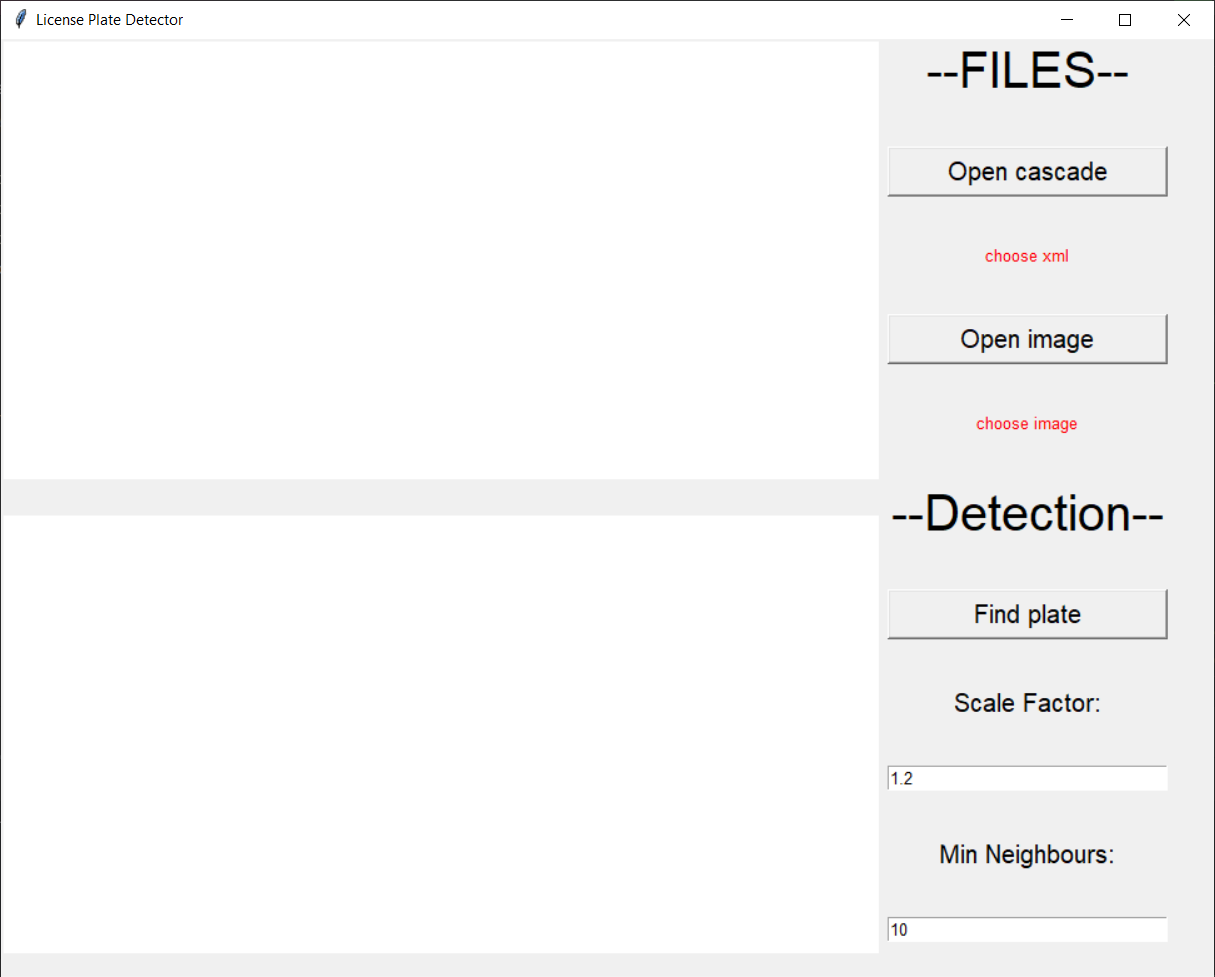 License Plate Detector
--FILES--
Open cascade
choose xml
Open image
choose image
--Detection--
Find plate
Scale Factor:
1.2
Min Neighbours:
10